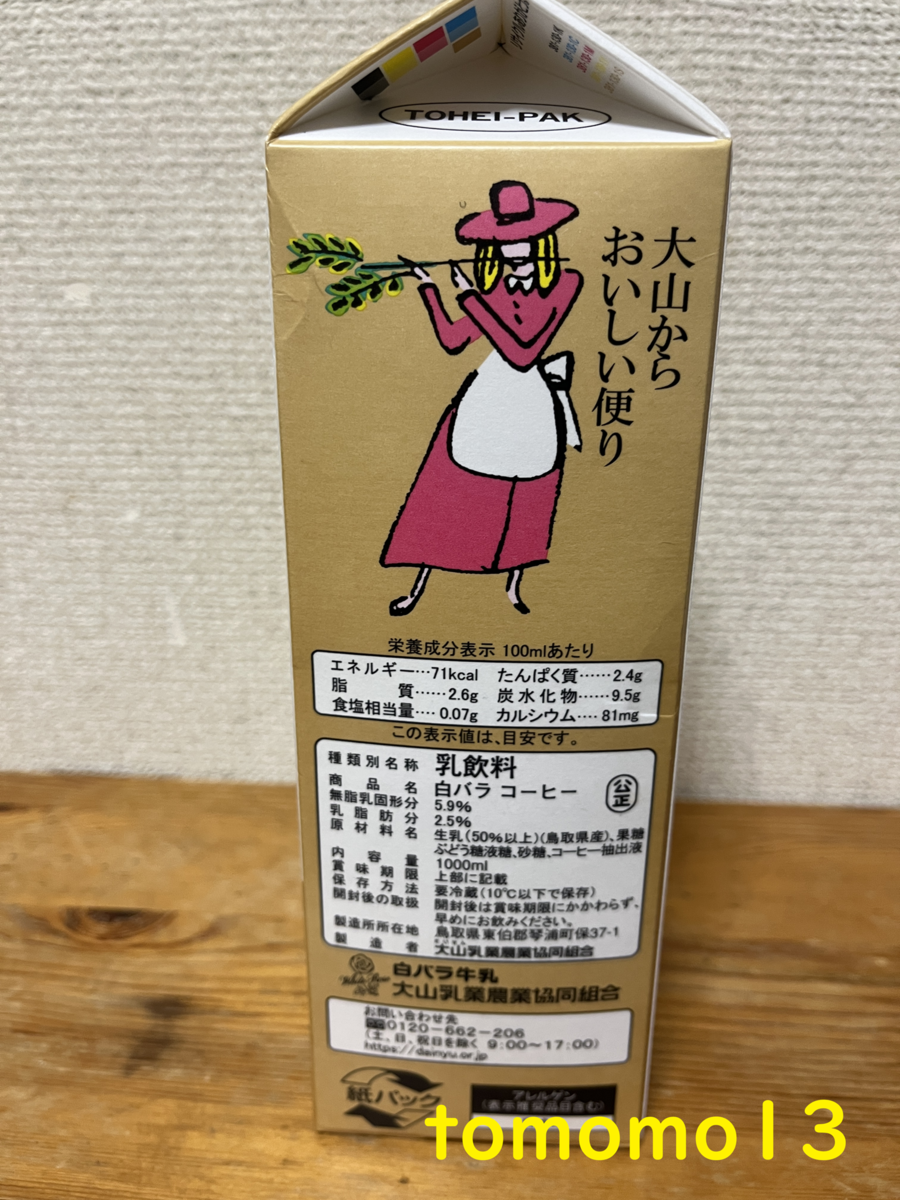 TOHEI-PAK
大山から
おいしい便り
栄養成分表示 100mlあたり
エネルギー…71kcal たんぱく質……2.4g
脂質……2.6g 炭水化物……9.5g
食塩相当量‥‥0.07g カルシウム‥‥81mg
この表示値は、目安です。
種類別名称 乳飲料
公正
商品名 白バラ コーヒー
無脂乳固形分 5.9%
乳脂肪分 2.5%
原材料名 生乳(50%以上)(鳥取県産)、果糖
ぶどう糖液糖、砂糖、コーヒー抽出液
内容量 1000ml
賞味期限 上部に記載
保存方法 要冷蔵(10℃以下で保存)
開封後の取扱 開封後は賞味期限にかかわらず、
早めにお飲みください。
製造所所在地 鳥取県東伯郡琴浦町保37-1
製造者 大山乳業農業協同組合
白バラ牛乳
大山乳業農業協同組合
お問い合わせ先
0120-662-206
(土、日、祝日を除く 9:00〜17:00)
https://dainyu.or.jp
紙パック
アレルゲン
(表示推奨品目含む)
tomomo13